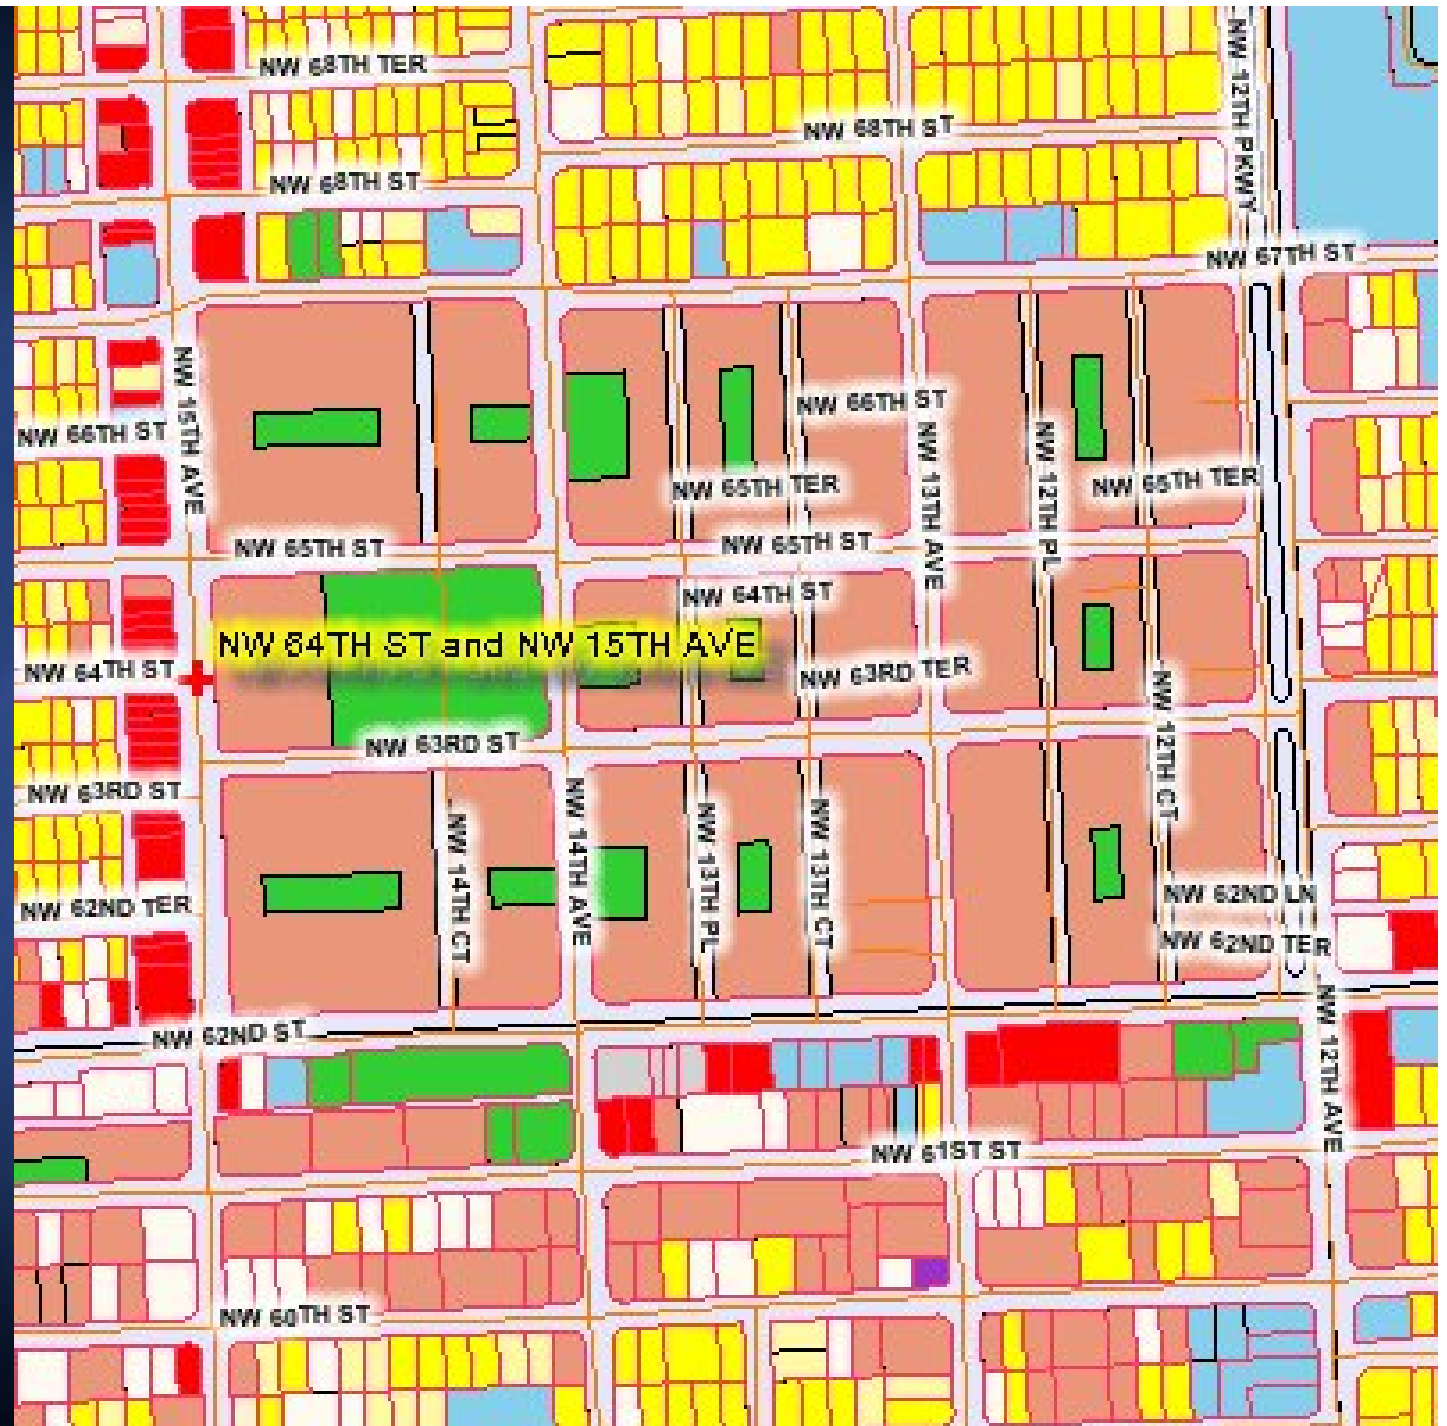 NW 68TH TER
NW 12TH PKWY
NW 68TH ST
NW 68TH ST
NW 67TH ST
NW 15TH AVE
NW 66TH ST
NW 66TH ST
NW 13TH AVE
NW 12TH PL
NW 65TH TER
NW 65TH TER
NW 65TH ST
NW 65TH ST
NW 64TH ST
NW 64TH ST and NW 15TH AVE
NW 64TH ST
NW 63RD TER
NW 12TH CT
NW 63RD ST
NW 63RD ST
NW 14TH CT
NW 14TH AVE
NW 13TH PL
NW 13TH CT
NW 62ND TER
NW 62ND LN
NW 62ND TER
NW 62ND ST
NW 12TH AVE
NW 61ST ST
NW 60TH ST